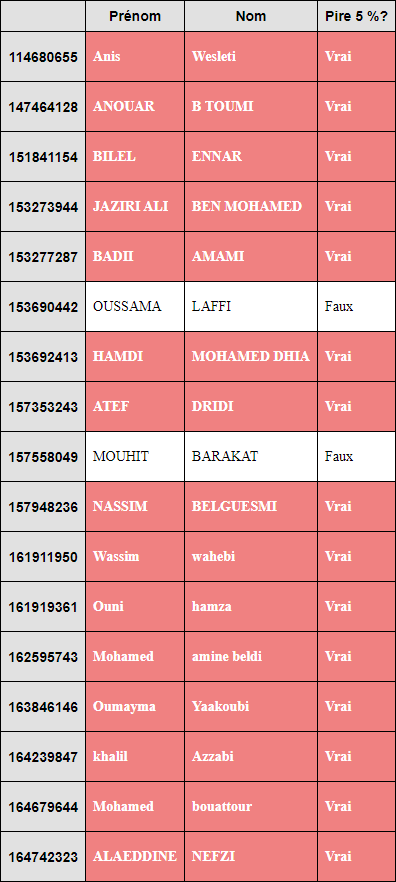 Prénom Nom Pire 5 %?
114680655 Anis Wesleti Vrai
147464128 ANOUAR B TOUMI Vrai
151841154 BILEL ENNAR Vrai
153273944 JAZIRI ALI BEN MOHAMED Vrai
153277287 BADII AMAMI Vrai
153690442 OUSSAMA LAFFI Faux
153692413 HAMDI MOHAMED DHIA Vrai
157353243 ATEF DRIDI Vrai
157558049 MOUHIT BARAKAT Faux
157948236 NASSIM BELGUESMI Vrai
161911950 Wassim wahebi Vrai
161919361 Ouni hamza Vrai
162595743 Mohamed amine beldi Vrai
163846146 Oumayma Yaakoubi Vrai
164239847 khalil Azzabi Vrai
164679644 Mohamed bouattour Vrai
164742323 ALAEDDINE NEFZI Vrai